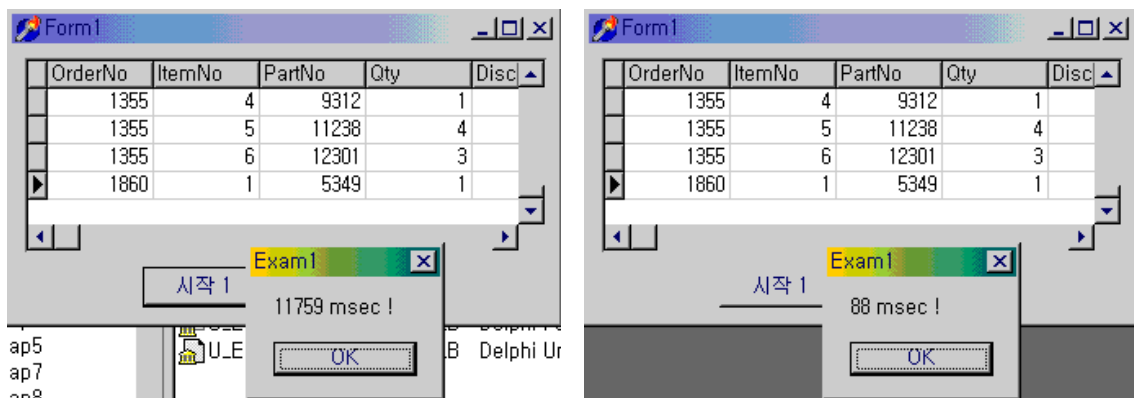 Form1
OrderNo ItemNo PartNo Qty Disc
1355 4 9312 1
1355 5 11238 4
1355 6 12301 3
1860 1 5349 1
Exam1
시작 1
11759 msec !
OK
ap5
ap7
ap8
U_E
.B Delphi Ur
Form1
OrderNo ItemNo PartNo Qty Disc
1355 4 9312 1
1355 5 11238 4
1355 6 12301 3
1860 1 5349 1
Exam1
시작 1
88 msec !
OK